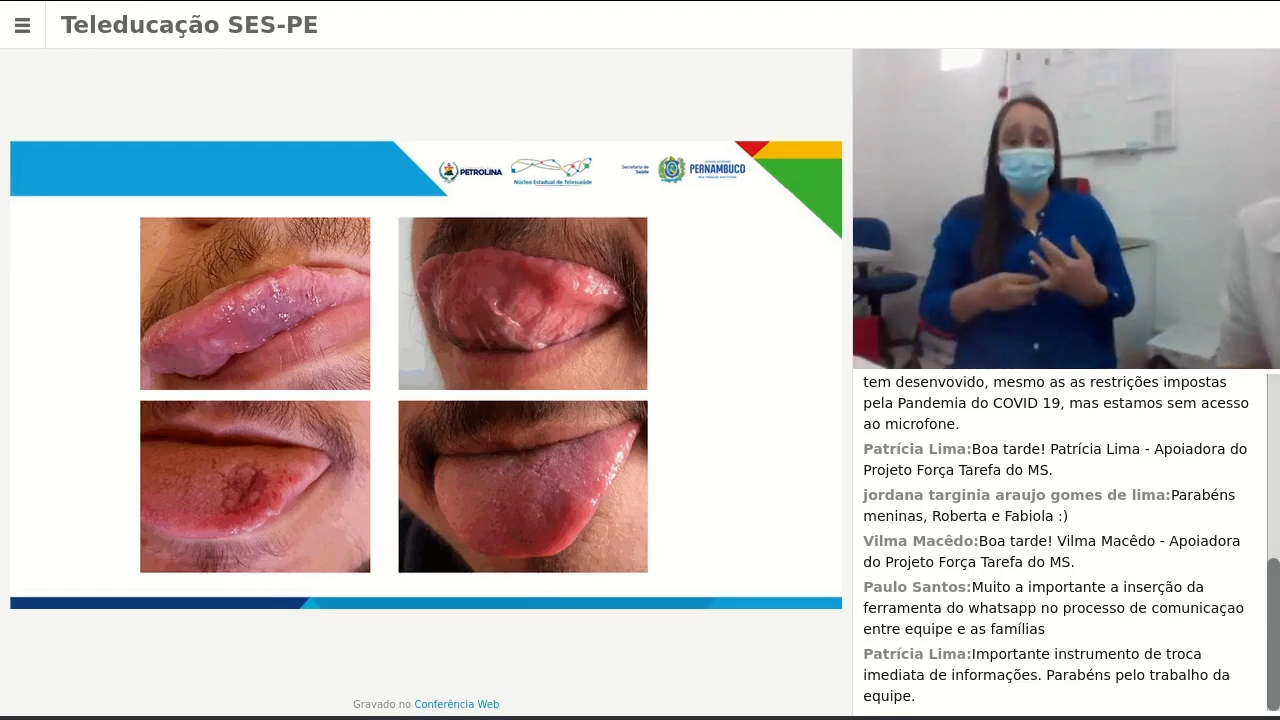 Teleducação SES-PE
PETROLINA
Núcleo Estadual de Telessaúde
Secretaria de
Saúde
PERNAMBUCO
tem desenvovido, mesmo as as restrições impostas
pela Pandemia do COVID 19, mas estamos sem acesso
ao microfone.
Patrícia Lima:Boa tarde! Patrícia Lima - Apoiadora do
Projeto Força Tarefa do MS.
jordana targinia araujo gomes de lima:Parabéns
meninas, Roberta e Fabiola :)
Vilma Macêdo:Boa tarde! Vilma Macêdo - Apoiadora
do Projeto Força Tarefa do MS.
Paulo Santos:Muito a importante a inserção da
ferramenta do whatsapp no processo de comunicaçao
entre equipe e as famílias
Patrícia Lima:Importante instrumento de troca
imediata de informações. Parabéns pelo trabalho da
equipe.
Gravado no Conferência Web